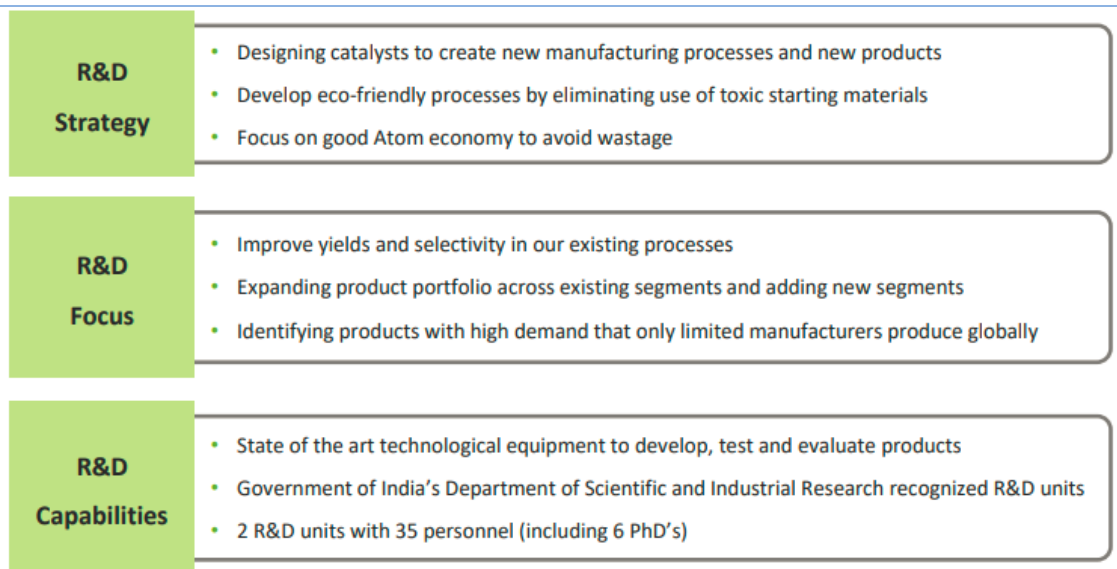 R&D
Strategy
• Designing catalysts to create new manufacturing processes and new products
• Develop eco-friendly processes by eliminating use of toxic starting materials
• Focus on good Atom economy to avoid wastage
R&D
Focus
• Improve yields and selectivity in our existing processes
• Expanding product portfolio across existing segments and adding new segments
• Identifying products with high demand that only limited manufacturers produce globally
R&D
Capabilities
• State of the art technological equipment to develop, test and evaluate products
• Government of India’s Department of Scientific and Industrial Research recognized R&D units
• 2 R&D units with 35 personnel (including 6 PhD’s)